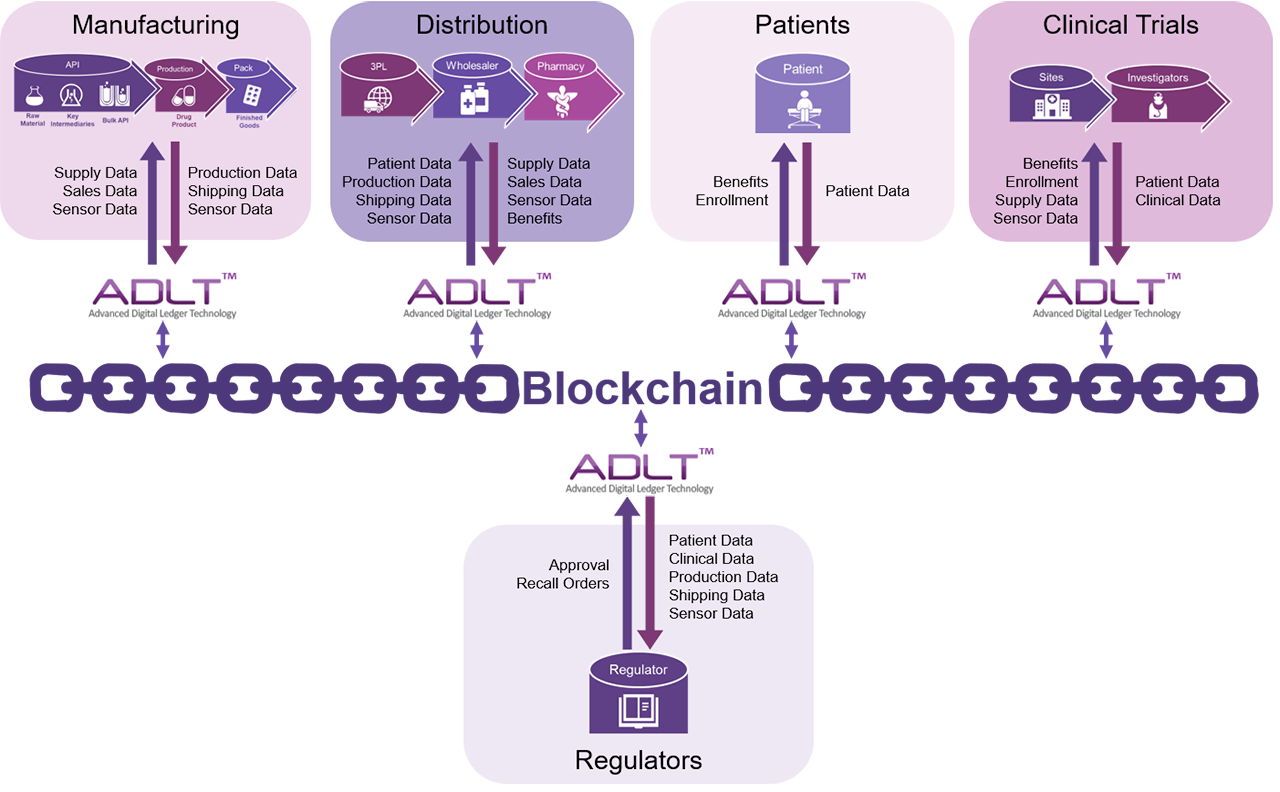 Manufacturing
API
Production
Pack
Raw
Material
Key
Intermediaries
Bulk API
Drug
Product
Finished
Goods
Supply Data
Sales Data
Sensor Data
Production Data
Shipping Data
Sensor Data
ADLT™
Advanced Digital Ledger Technology
Distribution
3PL
Wholesaler
Pharmacy
Patient Data
Production Data
Shipping Data
Sensor Data
Supply Data
Sales Data
Sensor Data
Benefits
ADLT™
Advanced Digital Ledger Technology
Patients
Patient
Benefits
Enrollment
Patient Data
ADLT™
Advanced Digital Ledger Technology
Clinical Trials
Sites
Investigators
Benefits
Enrollment
Supply Data
Sensor Data
Patient Data
Clinical Data
ADLT™
Advanced Digital Ledger Technology
Blockchain
ADLT™
Advanced Digital Ledger Technology
Approval
Recall Orders
Patient Data
Clinical Data
Production Data
Shipping Data
Sensor Data
Regulator
Regulators